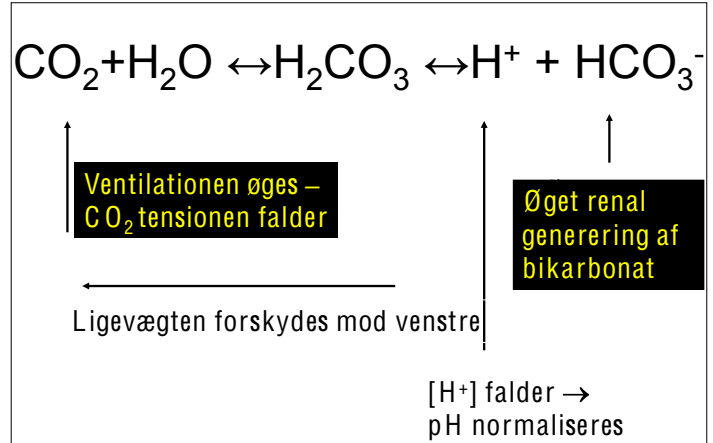 CO₂+H₂O ↔H₂CO₃ ↔H⁺ + HCO₃⁻
Ventilationen øges –
CO₂ tensionen falder
Øget renal
generering af
bikarbonat
Ligevægten forskydes mod venstre
[H⁺] falder →
pH normaliseres